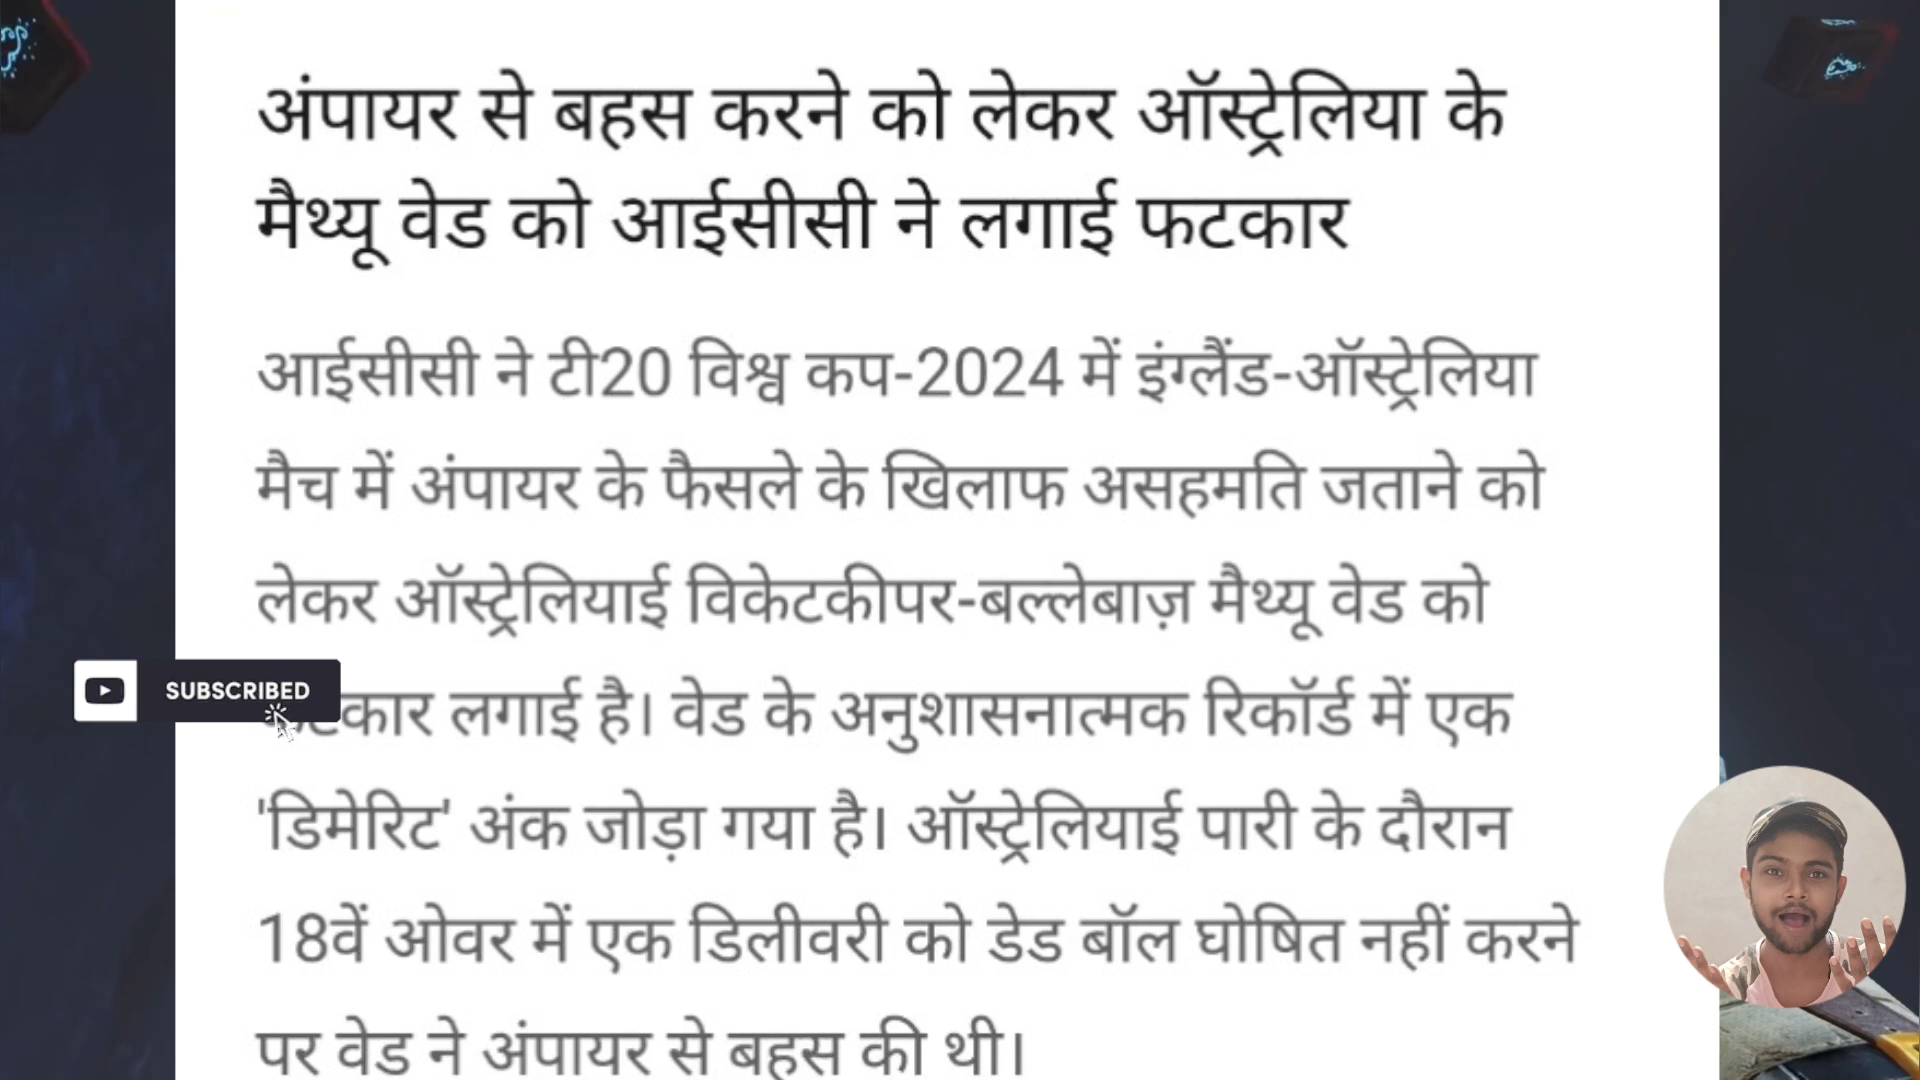 अंपायर से बहस करने को लेकर ऑस्ट्रेलिया के
मैथ्यू वेड को आईसीसी ने लगाई फटकार
आईसीसी ने टी20 विश्व कप-2024 में इंग्लैंड-ऑस्ट्रेलिया
मैच में अंपायर के फैसले के खिलाफ असहमति जताने को
लेकर ऑस्ट्रेलियाई विकेटकीपर-बल्लेबाज़ मैथ्यू वेड को
SUBSCRIBED
लगाई है। वेड के अनुशासनात्मक रिकॉर्ड में एक
'डिमेरिट' अंक जोड़ा गया है। ऑस्ट्रेलियाई पारी के दौरान
18वें ओवर में एक डिलीवरी को डेड बॉल घोषित नहीं करने
पर वेड ने अंपायर से बहस की थी।